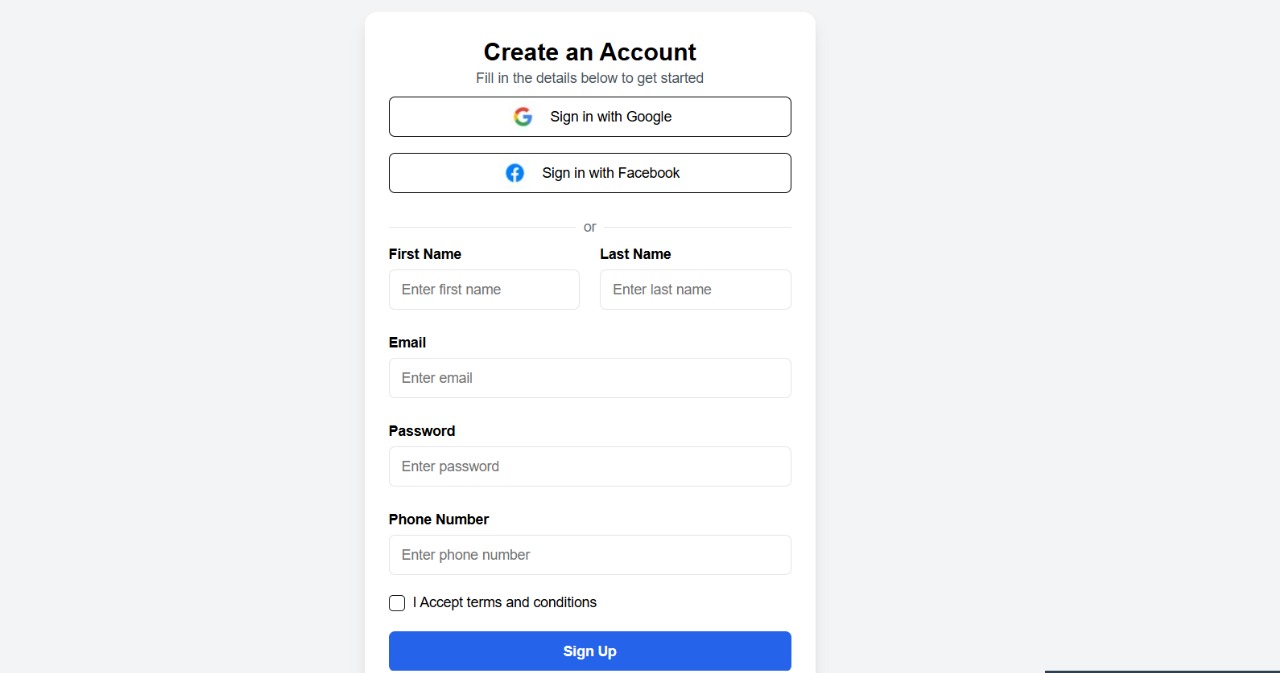 Create an Account
Fill in the details below to get started
Sign in with Google
Sign in with Facebook
or
First Name Last Name
Enter first name Enter last name
Email
Enter email
Password
Enter password
Phone Number
Enter phone number
I Accept terms and conditions
Sign Up